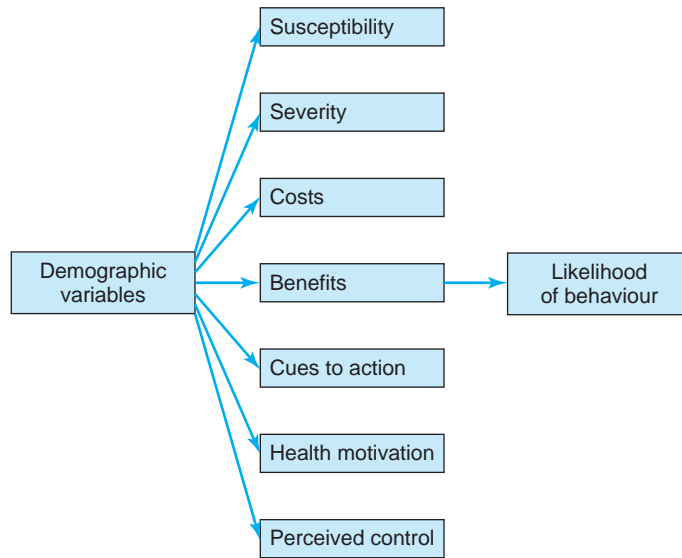 Susceptibility
Severity
Costs
Demographic
variables
Benefits
Likelihood
of behaviour
Cues to action
Health motivation
Perceived control